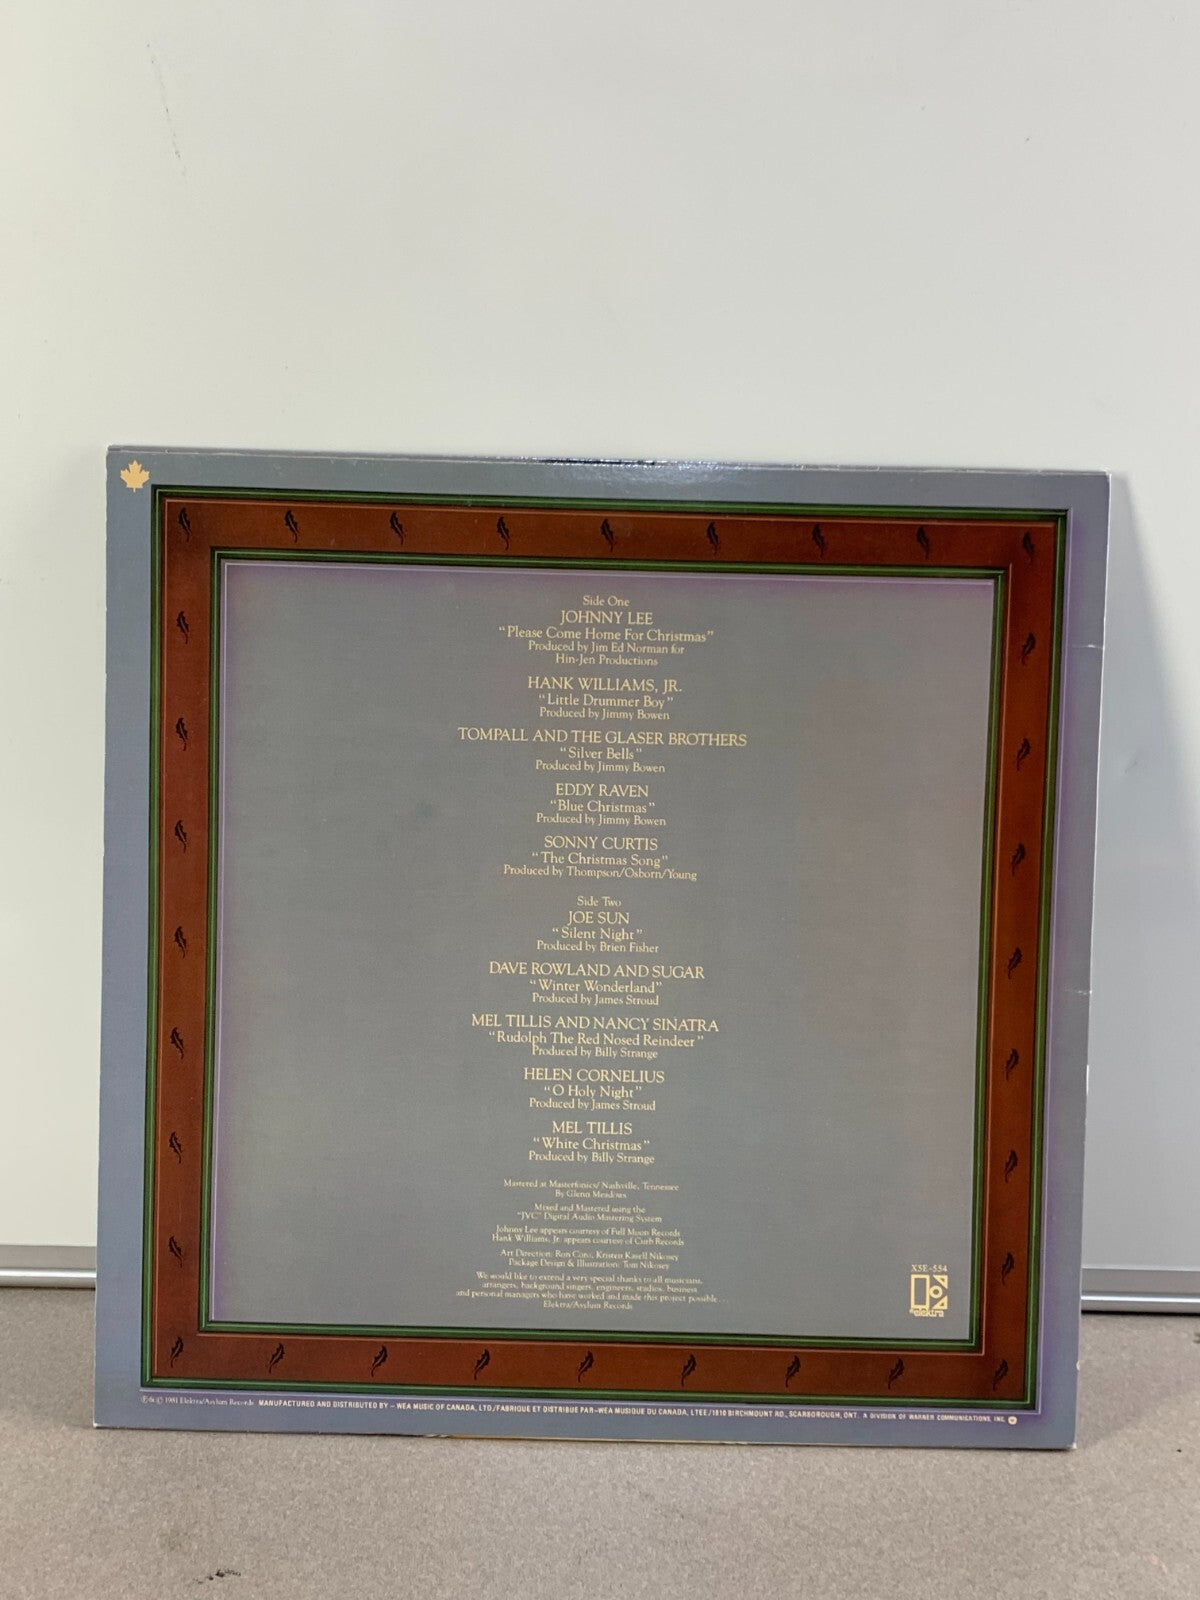 Side One
JOHNNY LEE
"Please Come Home For Christmas"
Produced by Jim Ed Norman for
Hin-Jen Productions
HANK WILLIAMS, JR.
"Little Drummer Boy"
Produced by Jimmy Bowen
TOMPALL AND THE GLASER BROTHERS
"Silver Bells"
Produced by Jimmy Bowen
EDDY RAVEN
"Blue Christmas"
Produced by Jimmy Bowen
SONNY CURTIS
"The Christmas Song"
Produced by Thompson/Osborn/Young
Side Two
JOE SUN
"Silent Night"
Produced by Brien Fisher
DAVE ROWLAND AND SUGAR
"Winter Wonderland"
Produced by James Stroud
MEL TILLIS AND NANCY SINATRA
"Rudolph The Red Nosed Reindeer"
Produced by Billy Strange
HELEN CORNELIUS
"O Holy Night"
Produced by James Stroud
MEL TILLIS
"White Christmas"
Produced by Billy Strange
Mastered at Masterfonics/ Nashville, Tennessee
By Glenn Meadows
Mixed and Mastered using the
"JVC" Digital Audio Mastering System
Johnny Lee appears courtesy of Full Moon Records
Hank Williams, Jr. appears courtesy of Curb Records
Art Direction: Ron Coro, Kristen Kasell Nikosey
Package Design & Illustration: Tom Nikosey
We would like to extend a very special thanks to all musicians,
arrangers, background singers, engineers, studios, business
and personal managers who have worked and made this project possible...
Elektra/Asylum Records
X5E-554
elektra
℗&© 1981 Elektra/Asylum Records MANUFACTURED AND DISTRIBUTED BY – WEA MUSIC OF CANADA, LTD./FABRIQUE ET DISTRIBUE PAR–WEA MUSIQUE DU CANADA, LTEE./1810 BIRCHMOUNT RD., SCARBOROUGH, ONT. A DIVISION OF WARNER COMMUNICATIONS, INC.